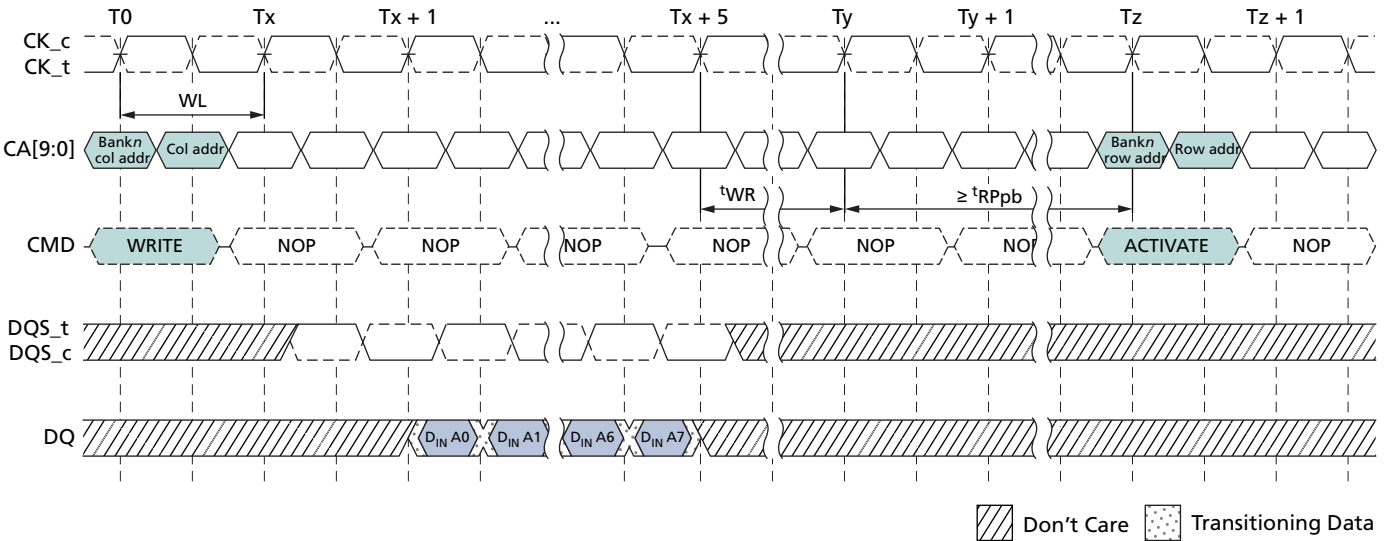 T0 Tx Tx + 1 ... Tx + 5 Ty Ty + 1 Tz Tz + 1
CK_c
CK_t
WL
CA[9:0] Bankn col addr Col addr Bankn row addr Row addr
tWR ≥ tRPpb
CMD WRITE NOP NOP NOP NOP NOP NOP ACTIVATE NOP
DQS_t
DQS_c
DQ DIN A0 DIN A1 DIN A6 DIN A7
Don't Care Transitioning Data